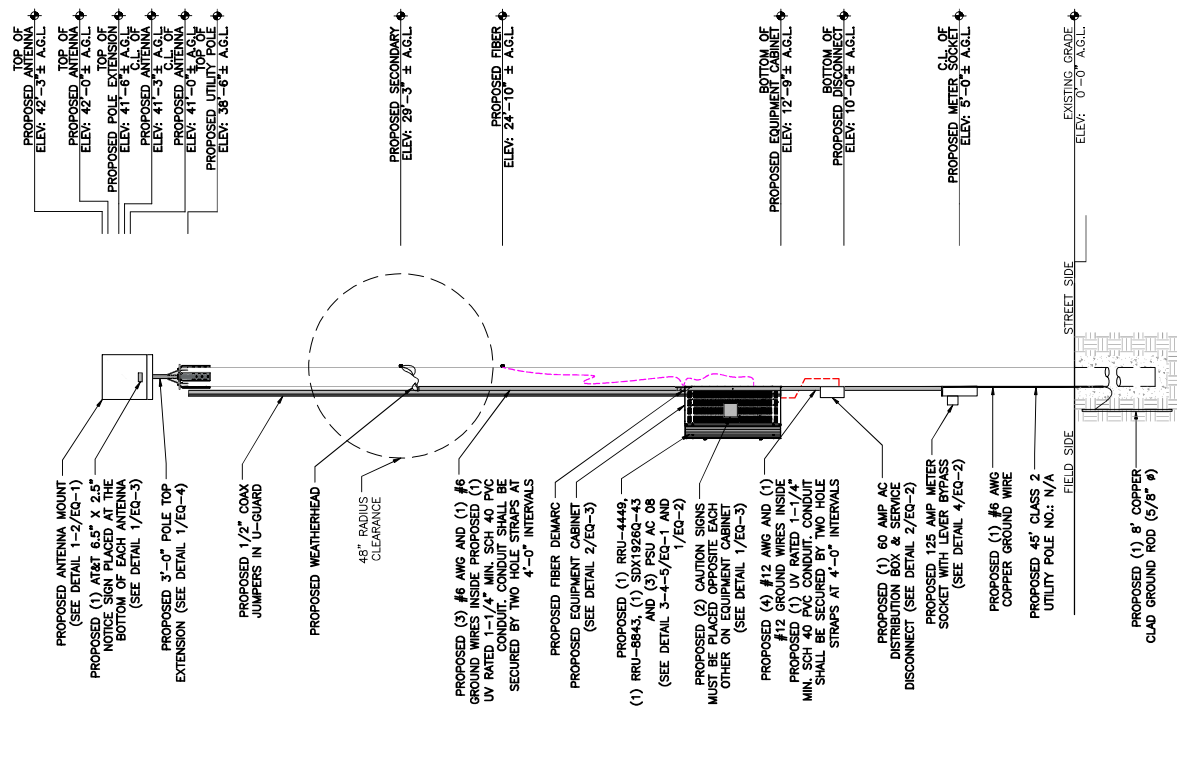 TOP OF
PROPOSED ANTENNA
ELEV: 42'-3"± A.G.L.
TOP OF
PROPOSED ANTENNA
ELEV: 42'-0"± A.G.L.
TOP OF
PROPOSED POLE EXTENSION
ELEV: 41'-6"± A.G.L.
C.L. OF
PROPOSED ANTENNA
ELEV: 41'-3"± A.G.L.
C.L. OF
PROPOSED ANTENNA
ELEV: 41'-0"± A.G.L.
TOP OF
PROPOSED UTILITY POLE
ELEV: 38'-6"± A.G.L.
PROPOSED SECONDARY
ELEV: 29'-3"± A.G.L.
PROPOSED FIBER
ELEV: 24'-10" ± A.G.L.
BOTTOM OF
PROPOSED EQUIPMENT CABINET
ELEV: 12'-9"± A.G.L.
BOTTOM OF
PROPOSED DISCONNECT
ELEV: 10'-0"± A.G.L.
C.L. OF
PROPOSED METER SOCKET
ELEV: 5'-0"± A.G.L.
EXISTING GRADE
ELEV: 0'-0" A.G.L.
STREET SIDE
FIELD SIDE
PROPOSED ANTENNA MOUNT
(SEE DETAIL 1-2/EQ-1)
PROPOSED (1) AT&T 6.5" X 2.5"
NOTICE SIGN PLACED AT THE
BOTTOM OF EACH ANTENNA
(SEE DETAIL 1/EQ-3)
PROPOSED 3'-0" POLE TOP
EXTENSION (SEE DETAIL 1/EQ-4)
PROPOSED 1/2" COAX
JUMPERS IN U-GUARD
PROPOSED WEATHERHEAD
48" RADIUS
CLEARANCE
PROPOSED (3) #6 AWG AND (1) #6
GROUND WIRES INSIDE PROPOSED (1)
UV RATED 1-1/4" MIN. SCH 40 PVC
CONDUIT. CONDUIT SHALL BE
SECURED BY TWO HOLE STRAPS AT
4'-0" INTERVALS
PROPOSED FIBER DEMARC
PROPOSED EQUIPMENT CABINET
(SEE DETAIL 2/EQ-3)
PROPOSED (1) RRU-4449,
(1) RRU-8843, (1) SDX1926Q-43
AND (3) PSU AC 08
(SEE DETAIL 3-4-5/EQ-1 AND
1/EQ-2)
PROPOSED (2) CAUTION SIGNS
MUST BE PLACED OPPOSITE EACH
OTHER ON EQUIPMENT CABINET
(SEE DETAIL 1/EQ-3)
PROPOSED (4) #12 AWG AND (1)
#12 GROUND WIRES INSIDE
PROPOSED (1) UV RATED 1-1/4"
MIN. SCH 40 PVC CONDUIT. CONDUIT
SHALL BE SECURED BY TWO HOLE
STRAPS AT 4'-0" INTERVALS
PROPOSED (1) 60 AMP AC
DISTRIBUTION BOX & SERVICE
DISCONNECT (SEE DETAIL 2/EQ-2)
PROPOSED 125 AMP METER
SOCKET WITH LEVER BYPASS
(SEE DETAIL 4/EQ-2)
PROPOSED (1) #6 AWG
COPPER GROUND WIRE
PROPOSED 45' CLASS 2
UTILITY POLE NO.: N/A
PROPOSED (1) 8' COPPER
CLAD GROUND ROD (5/8" ø)